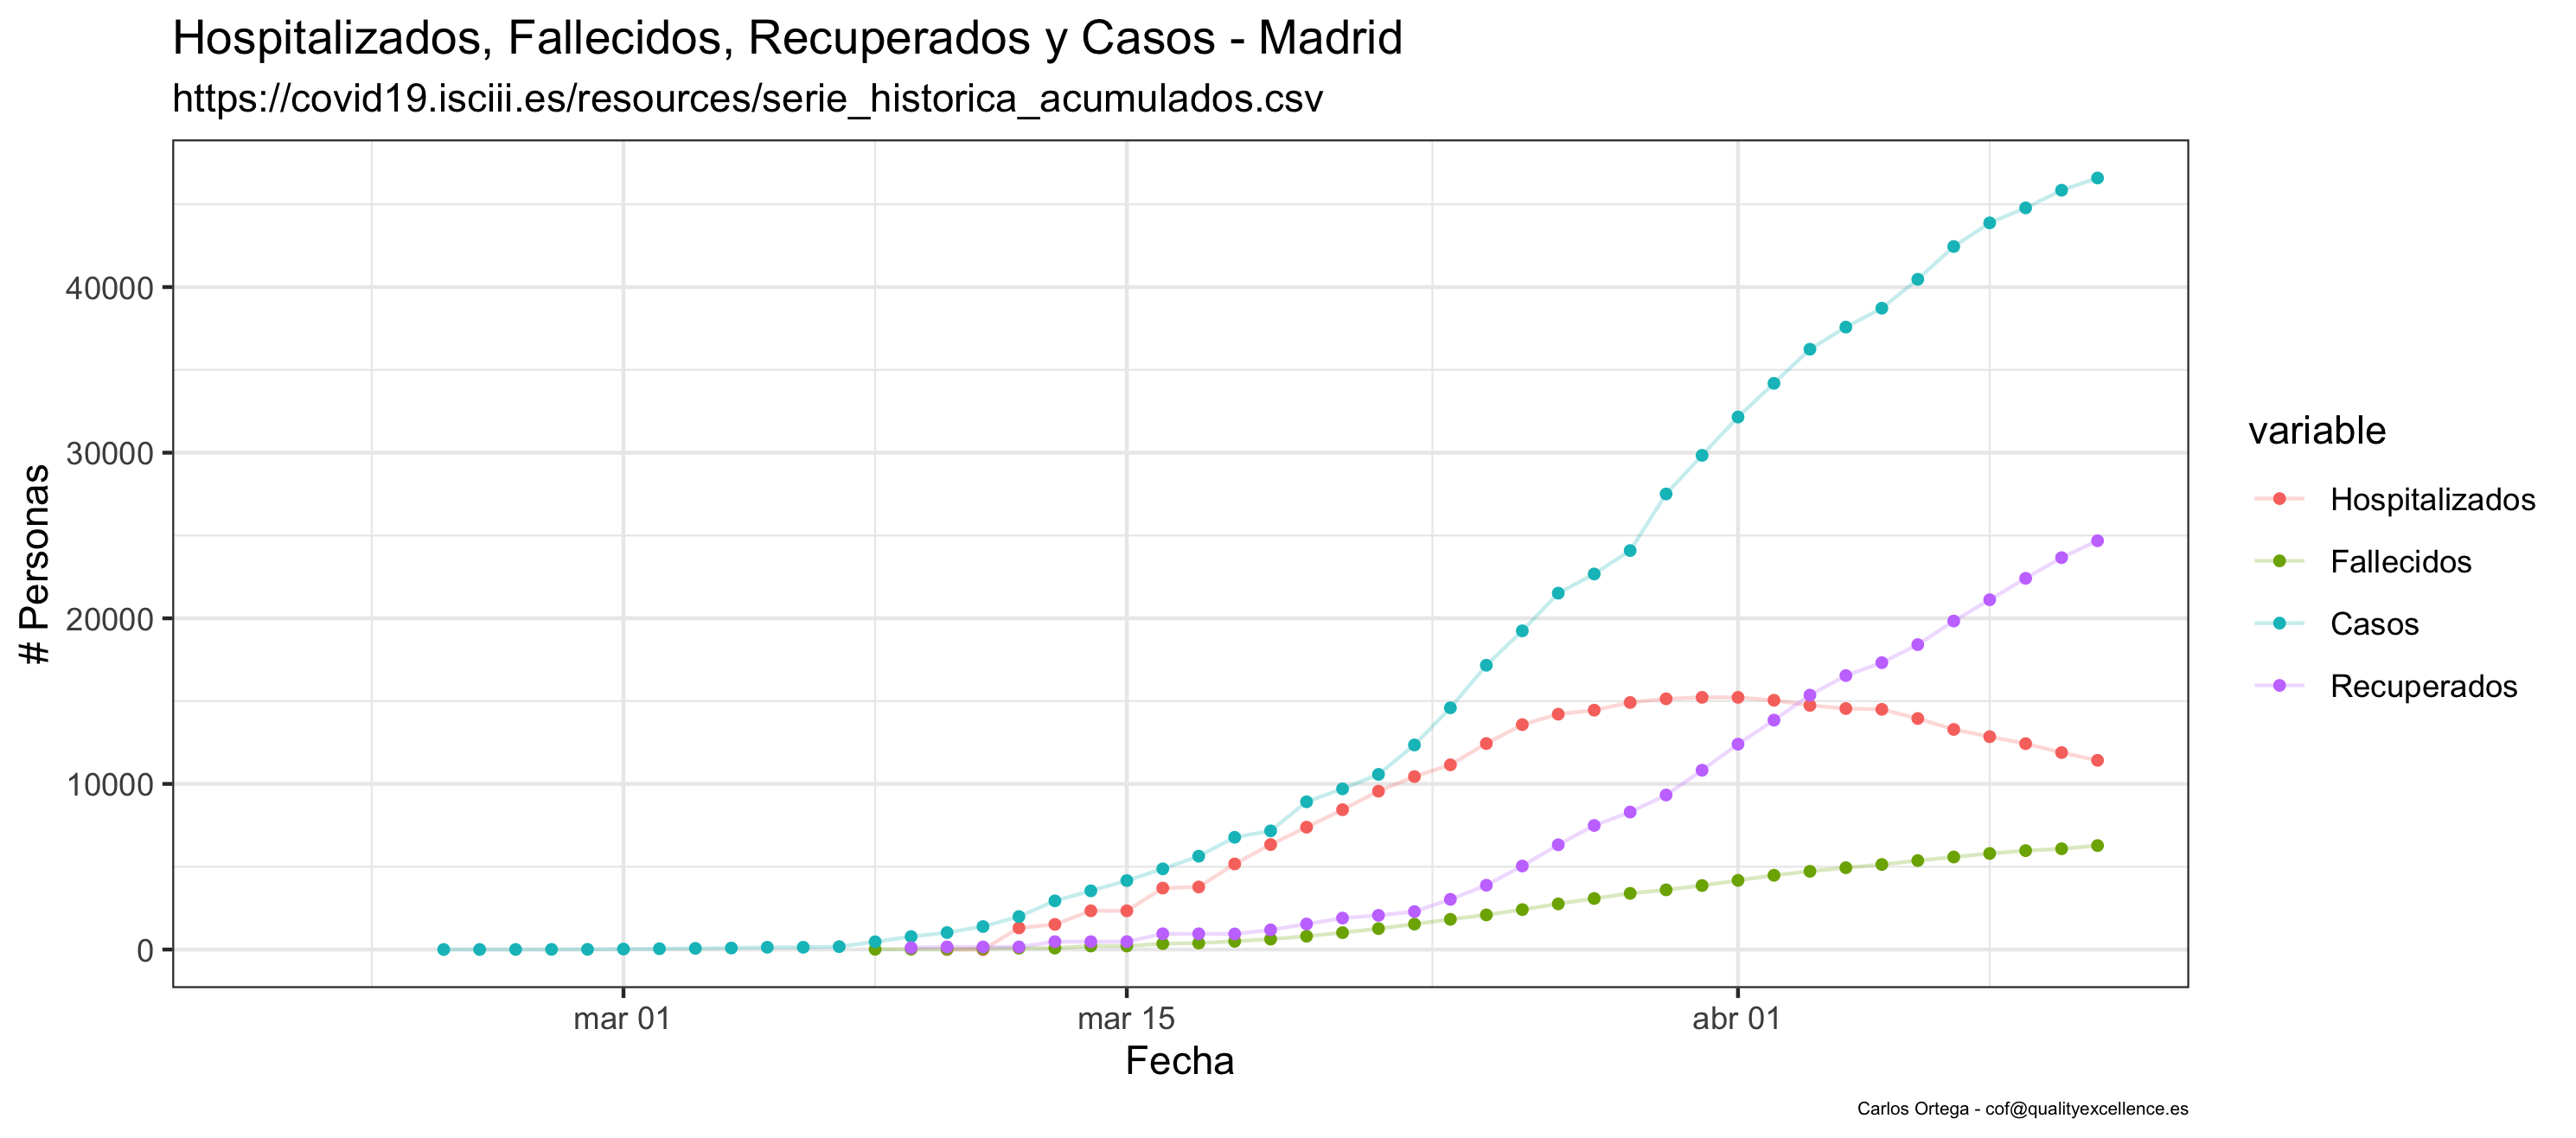 Hospitalizados, Fallecidos, Recuperados y Casos - Madrid
https://covid19.isciii.es/resources/serie_historica_acumulados.csv
# Personas
40000
30000
20000
10000
0
mar 01
mar 15
abr 01
Fecha
variable
Hospitalizados
Fallecidos
Casos
Recuperados
Carlos Ortega - cof@qualityexcellence.es